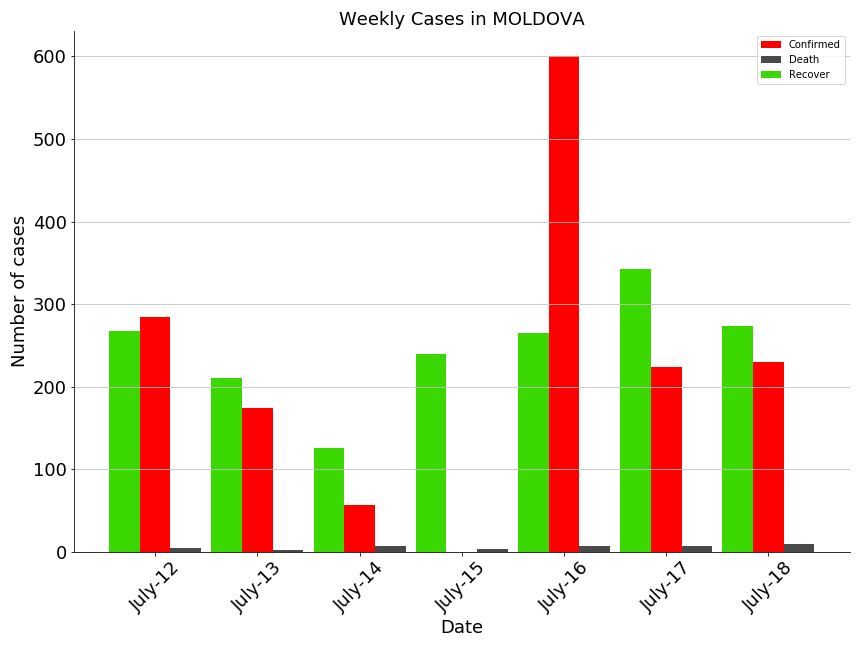 Weekly Cases in MOLDOVA
Confirmed
Death
Recover
Number of cases
600
500
400
300
200
100
0
July-12
July-13
July-14
July-15
July-16
July-17
July-18
Date